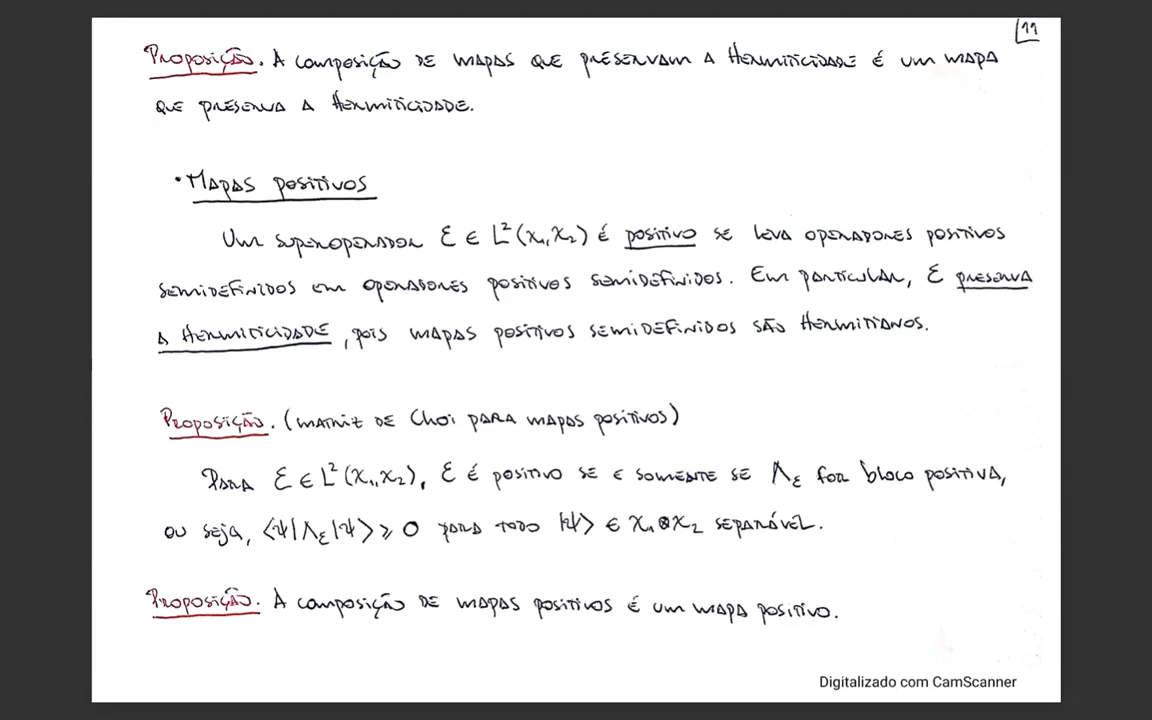 11
Proposição. A composição de mapas que preservam a Hermiticidade é um mapa
que preserva a Hermiticidade.
• Mapas positivos
Um superoperador ℰ ∈ L²(X₁,X₂) é positivo se leva operadores positivos
semidefinidos em operadores positivos semidefinidos. Em particular, ℰ preserva
a Hermiticidade, pois mapas positivos semidefinidos são Hermitianos.
Proposição. (matriz de Choi para mapas positivos)
Para ℰ ∈ L²(X₁,X₂), ℰ é positivo se e somente se Λ_ℰ for bloco positiva,
ou seja, ⟨ψ|Λ_ℰ|ψ⟩ ⩾ 0 para todo |ψ⟩ ∈ X₁⊗X₂ separável.
Proposição. A composição de mapas positivos é um mapa positivo.
Digitalizado com CamScanner